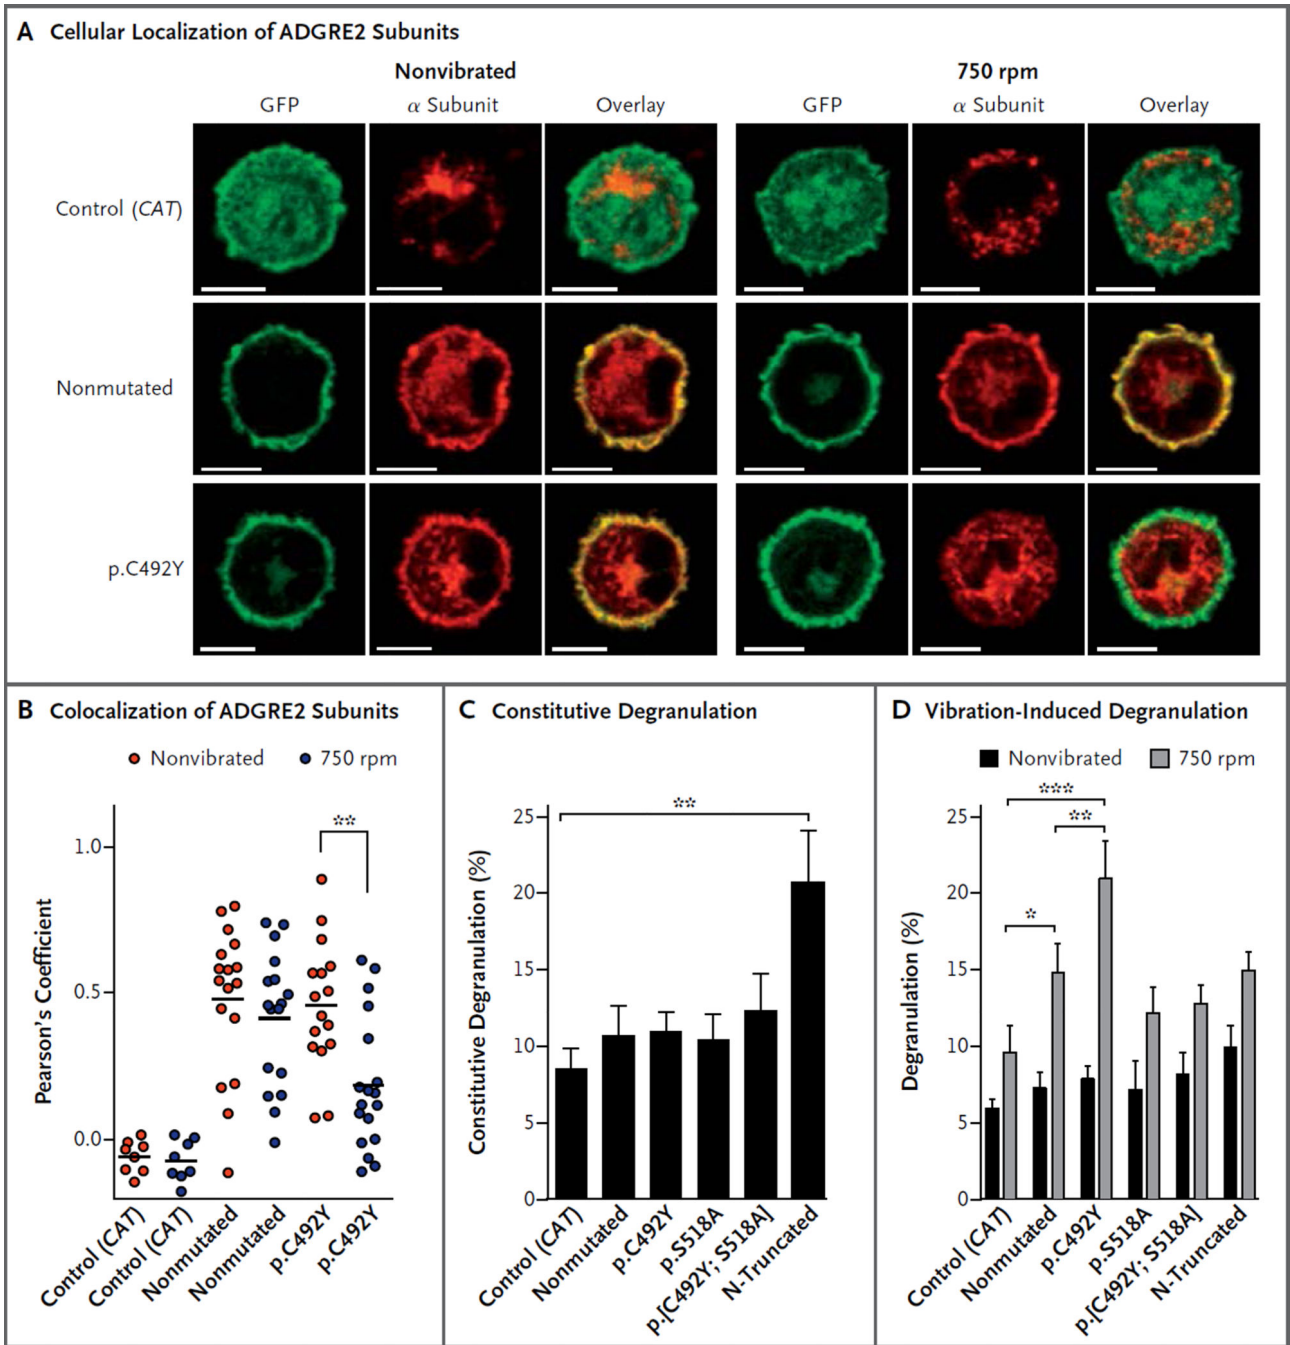 A Cellular Localization of ADGRE2 Subunits
Nonvibrated 750 rpm
GFP α Subunit Overlay GFP α Subunit Overlay
Control (CAT)
Nonmutated
p.C492Y
B Colocalization of ADGRE2 Subunits
Nonvibrated 750 rpm
**
1.0
0.5
0.0
Pearson's Coefficient
Control (CAT)
Control (CAT)
Nonmutated
Nonmutated
p.C492Y
p.C492Y
C Constitutive Degranulation
**
25
20
15
10
5
0
Constitutive Degranulation (%)
Control (CAT)
Nonmutated
p.C492Y
p.S518A
p.[C492Y; S518A]
N-Truncated
D Vibration-Induced Degranulation
Nonvibrated 750 rpm
***
**
*
25
20
15
10
5
0
Degranulation (%)
Control (CAT)
Nonmutated
p.C492Y
p.S518A
p.[C492Y; S518A]
N-Truncated